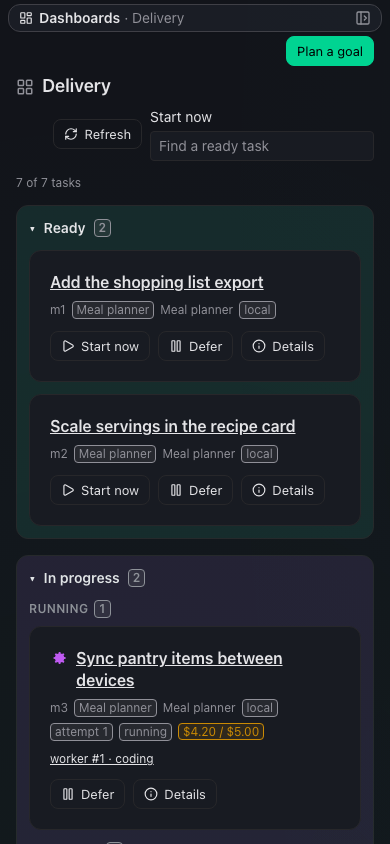 Dashboards · Delivery
Plan a goal
Delivery
Start now
Refresh
Find a ready task
7 of 7 tasks
Ready 2
Add the shopping list export
m1 Meal planner Meal planner local
Start now Defer Details
Scale servings in the recipe card
m2 Meal planner Meal planner local
Start now Defer Details
In progress 2
RUNNING 1
Sync pantry items between
devices
m3 Meal planner Meal planner local
attempt 1 running $4.20 / $5.00
worker #1 · coding
Defer Details